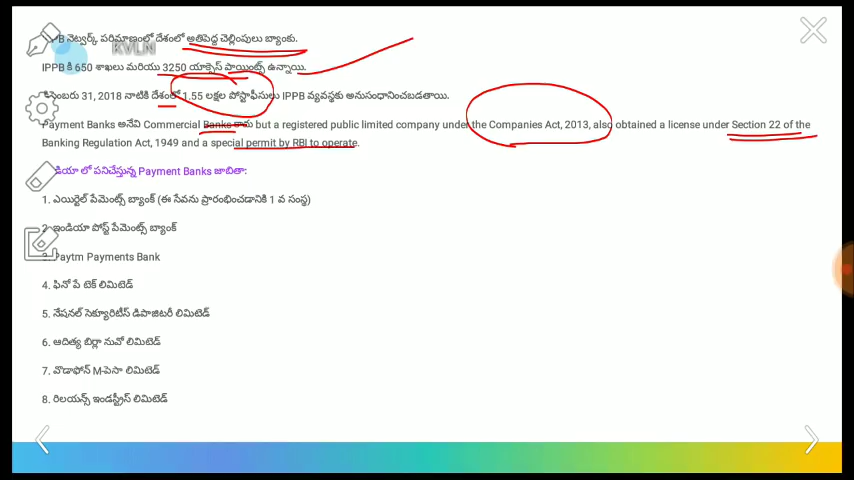 PB నెట్వర్క్ పరిమాణంలో దేశంలో అతిపెద్ద చెల్లింపులు బ్యాంకు.
KVLN
IPPB కి 650 శాఖలు మరియు 3250 యాక్సెస్ పాయింట్స్ ఉన్నాయి.
డిసెంబరు 31, 2018 నాటికి దేశంలో 1.55 లక్షల పోస్టాఫీసులు IPPB వ్యవస్థకు అనుసంధానించబడతాయి.
Payment Banks అనేవి Commercial Banks కావు but a registered public limited company under the Companies Act, 2013, also obtained a license under Section 22 of the
Banking Regulation Act, 1949 and a special permit by RBI to operate.
డియా లో పనిచేస్తున్న Payment Banks జాబితా:
1. ఎయిర్టెల్ పేమెంట్స్ బ్యాంక్ (ఈ సేవను ప్రారంభించడానికి 1 వ సంస్థ)
2. ఇండియా పోస్ట్ పేమెంట్స్ బ్యాంక్
3. Paytm Payments Bank
4. ఫినో పే టెక్ లిమిటెడ్
5. నేషనల్ సెక్యూరిటీస్ డిపాజిటరీ లిమిటెడ్
6. ఆదిత్య బిర్లా నువో లిమిటెడ్
7. వొడాఫోన్ M-పెసా లిమిటెడ్
8. రిలయన్స్ ఇండస్ట్రీస్ లిమిటెడ్